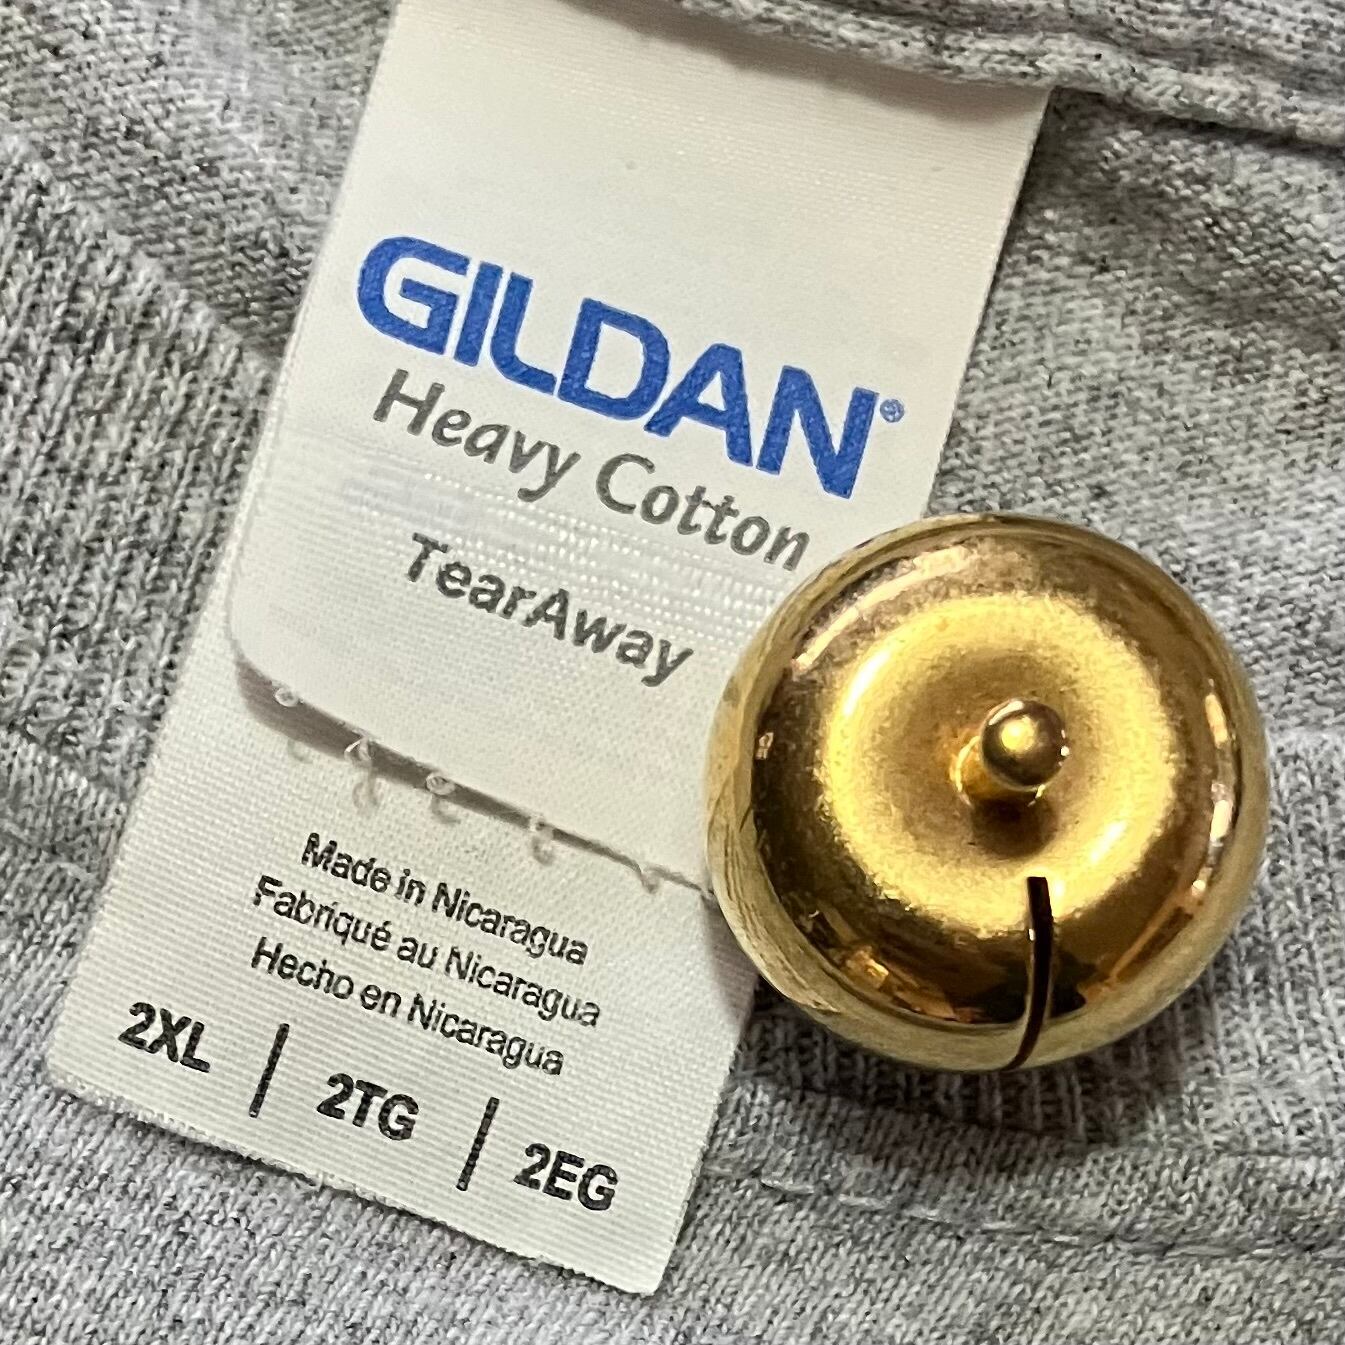 GILDAN®
Heavy Cotton
TearAway
Made in Nicaragua
Fabriqué au Nicaragua
Hecho en Nicaragua
2XL | 2TG | 2EG